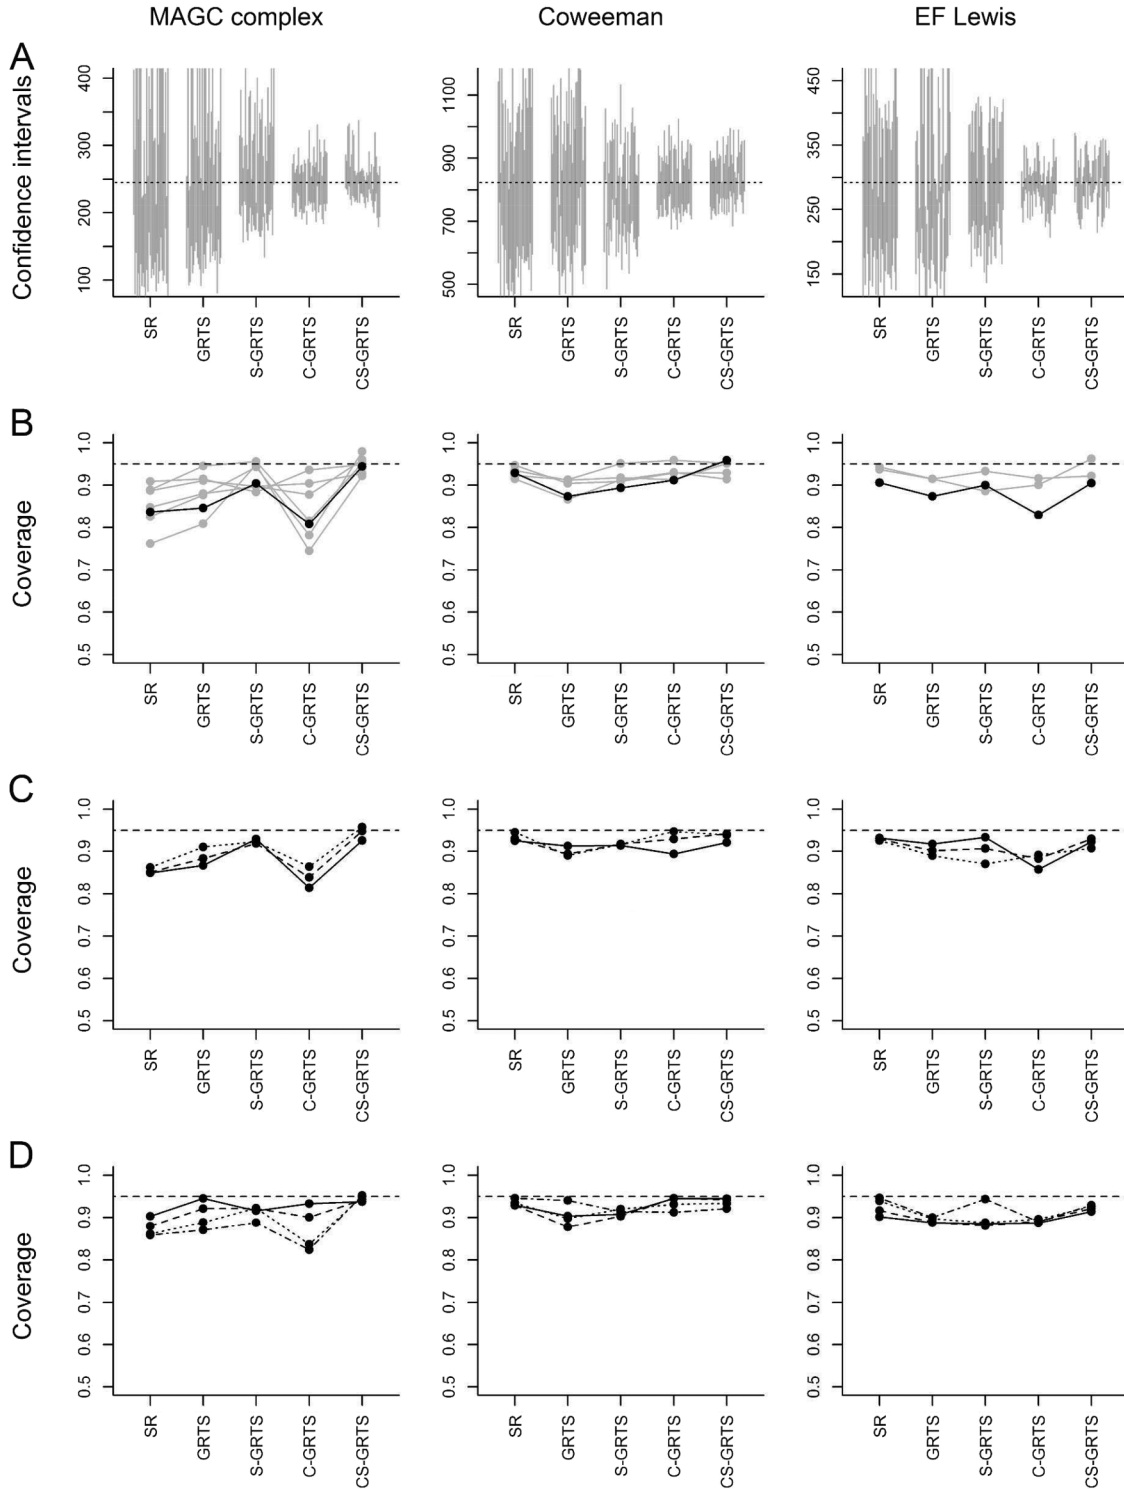 MAGC complex Coweeman EF Lewis
A
Confidence intervals
400 300 200 100
SR GRTS S-GRTS C-GRTS CS-GRTS
1100 900 700 500
SR GRTS S-GRTS C-GRTS CS-GRTS
450 350 250 150
SR GRTS S-GRTS C-GRTS CS-GRTS
B
Coverage
1.0 0.9 0.8 0.7 0.6 0.5
SR GRTS S-GRTS C-GRTS CS-GRTS
1.0 0.9 0.8 0.7 0.6 0.5
SR GRTS S-GRTS C-GRTS CS-GRTS
1.0 0.9 0.8 0.7 0.6 0.5
SR GRTS S-GRTS C-GRTS CS-GRTS
C
Coverage
1.0 0.9 0.8 0.7 0.6 0.5
SR GRTS S-GRTS C-GRTS CS-GRTS
1.0 0.9 0.8 0.7 0.6 0.5
SR GRTS S-GRTS C-GRTS CS-GRTS
1.0 0.9 0.8 0.7 0.6 0.5
SR GRTS S-GRTS C-GRTS CS-GRTS
D
Coverage
1.0 0.9 0.8 0.7 0.6 0.5
SR GRTS S-GRTS C-GRTS CS-GRTS
1.0 0.9 0.8 0.7 0.6 0.5
SR GRTS S-GRTS C-GRTS CS-GRTS
1.0 0.9 0.8 0.7 0.6 0.5
SR GRTS S-GRTS C-GRTS CS-GRTS